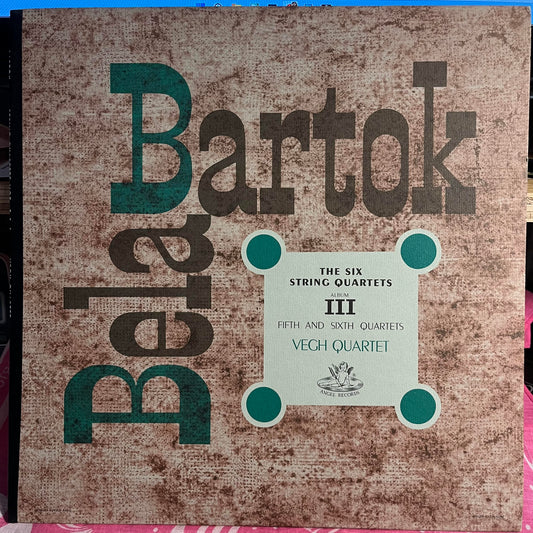 Bela
Bartok
THE SIX
STRING QUARTETS
ALBUM
III
FIFTH AND SIXTH QUARTETS
VEGH QUARTET
ANGEL RECORDS